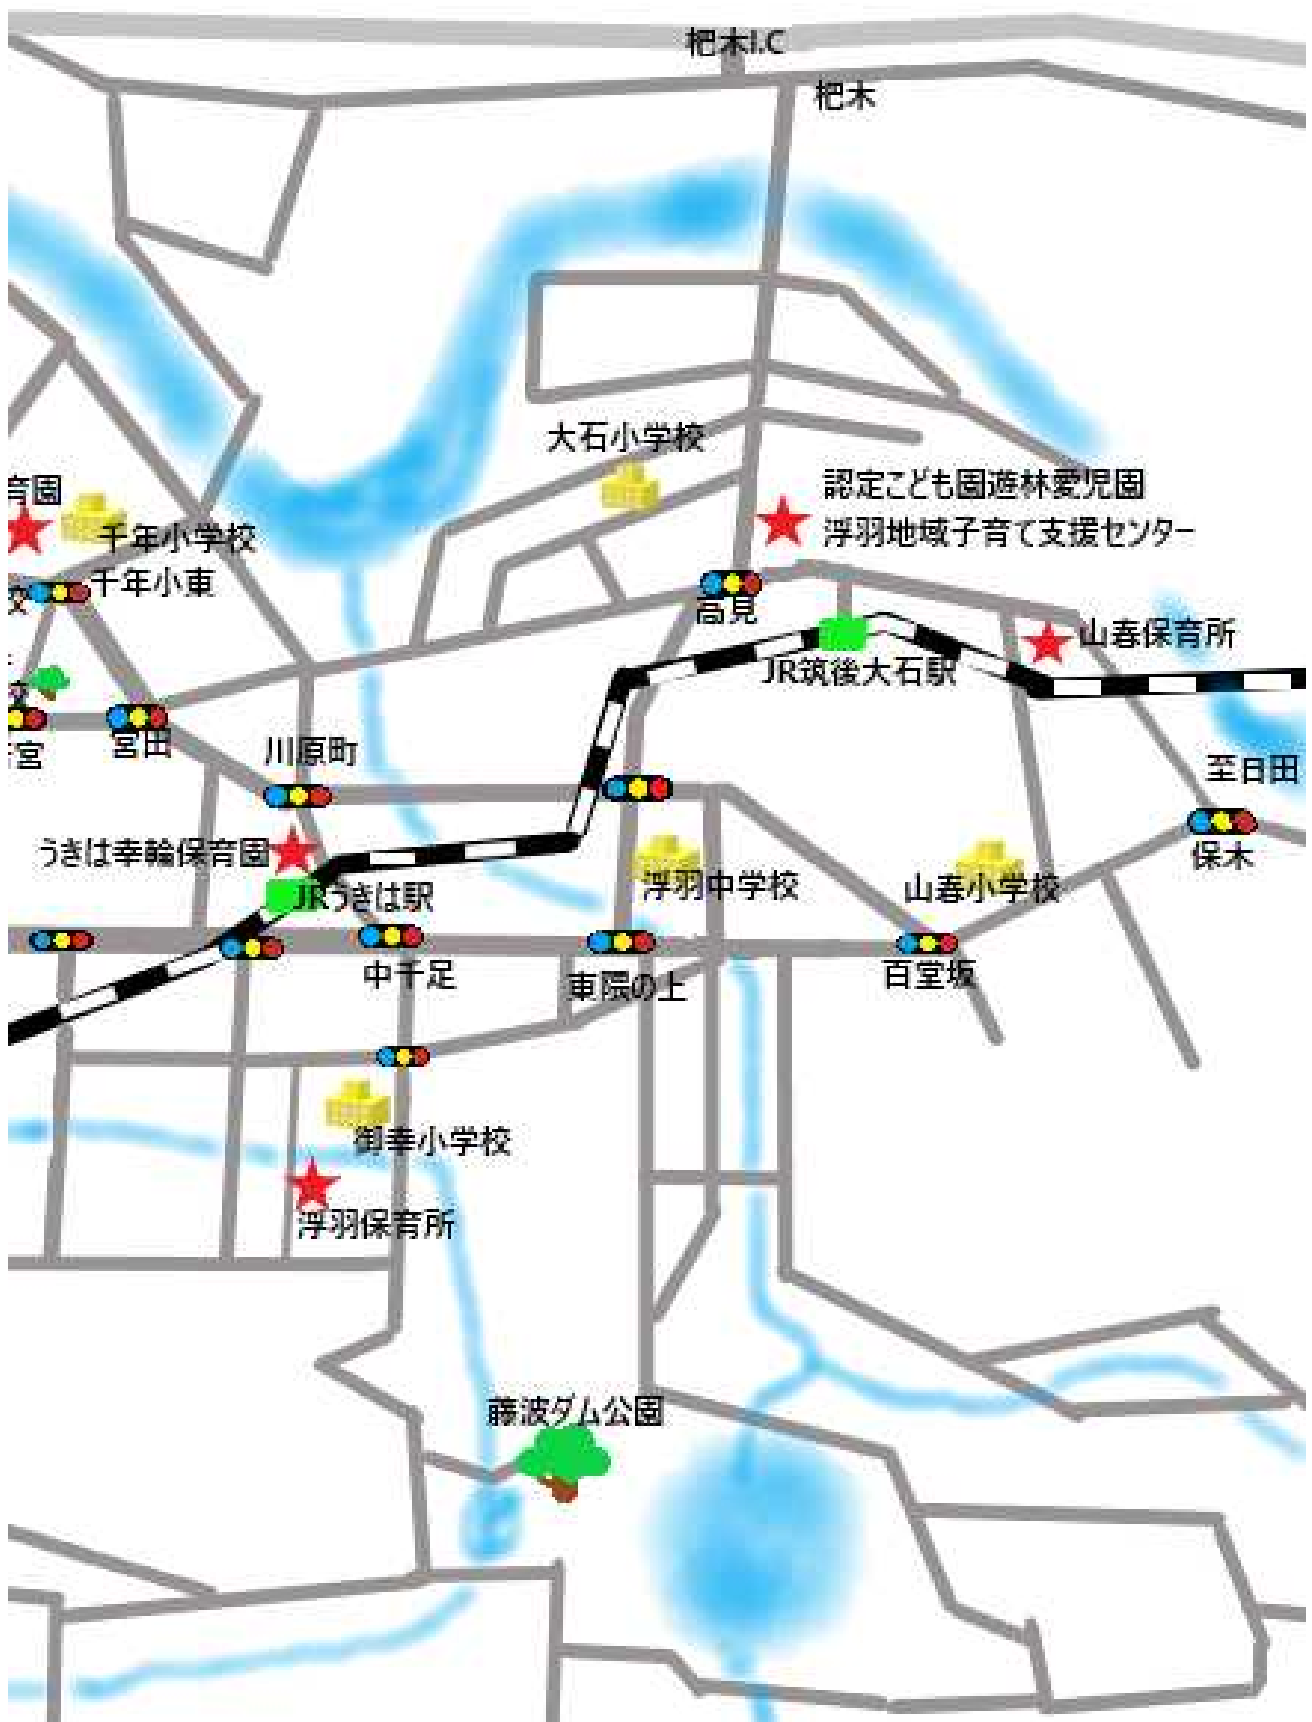 杷木I.C
杷木
大石小学校
認定こども園遊林愛児園
浮羽地域子育て支援センター
育園
千年小学校
千年小東
校
高見
山春保育所
JR筑後大石駅
校
宮
宮田
川原町
至日田
うきは幸輪保育園
JRうきは駅
浮羽中学校
山春小学校
保木
中千足
東隈の上
百堂坂
御幸小学校
浮羽保育所
藤波ダム公園